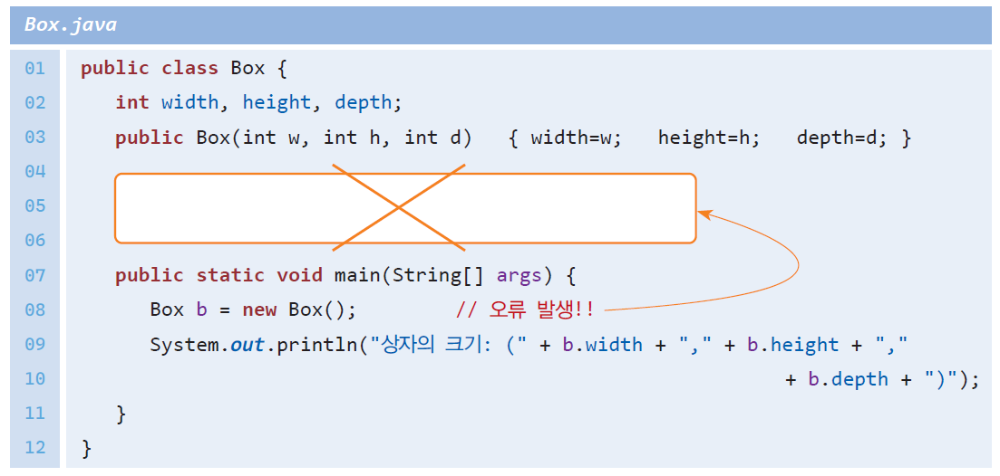 Box.java
01 public class Box {
02 int width, height, depth;
03 public Box(int w, int h, int d) { width=w; height=h; depth=d; }
04
05
06
07 public static void main(String[] args) {
08 Box b = new Box(); // 오류 발생!!
09 System.out.println("상자의 크기: (" + b.width + "," + b.height + ","
10 + b.depth + ")");
11 }
12 }